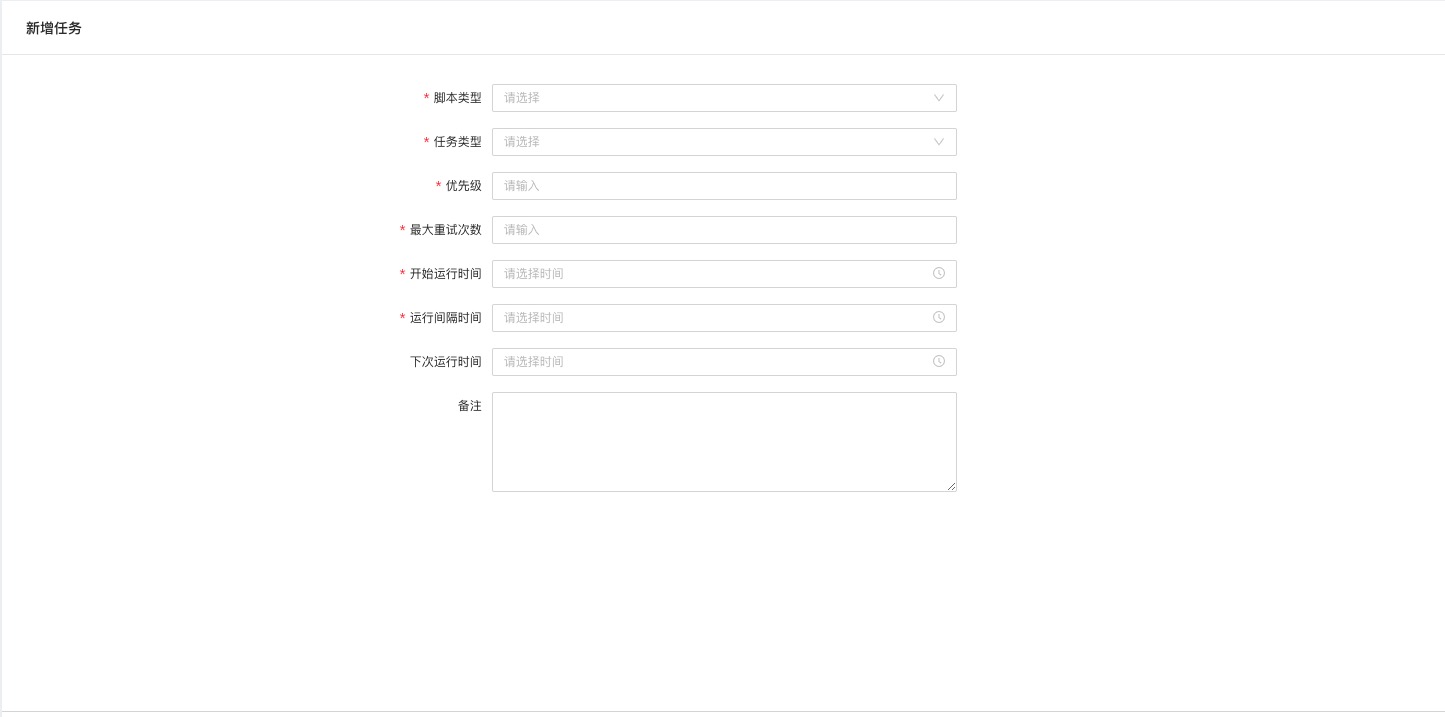 新增任务
* 脚本类型 请选择
* 任务类型 请选择
* 优先级 请输入
* 最大重试次数 请输入
* 开始运行时间 请选择时间
* 运行间隔时间 请选择时间
下次运行时间 请选择时间
备注